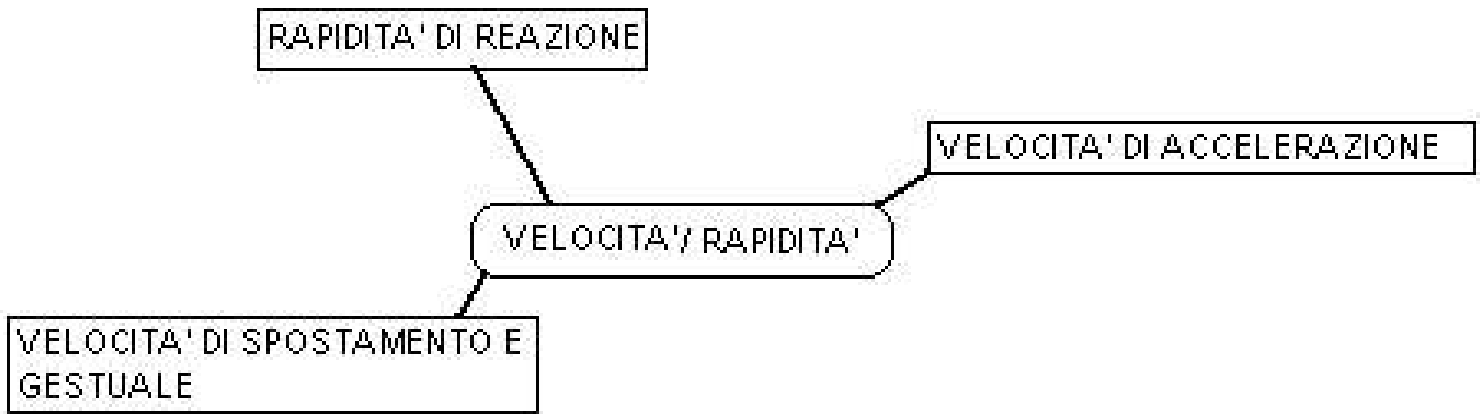 RAPIDITA' DI REAZIONE
VELOCITA' DI ACCELERAZIONE
VELOCITA'/ RAPIDITA'
VELOCITA' DI SPOSTAMENTO E
GESTUALE